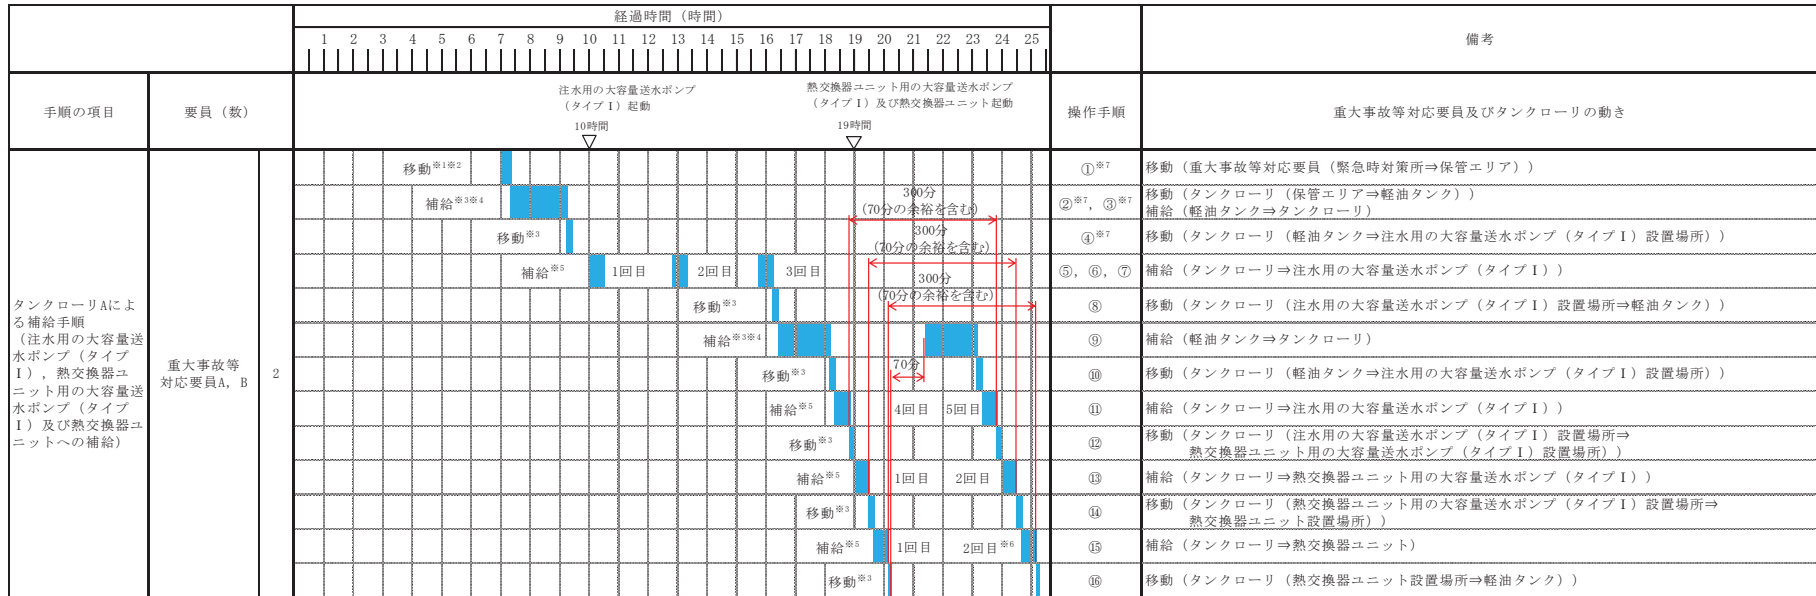 経過時間（時間）
1 2 3 4 5 6 7 8 9 10 11 12 13 14 15 16 17 18 19 20 21 22 23 24 25
備考
手順の項目
要員（数）
注水用の大容量送水ポンプ
（タイプⅠ）起動
10時間
熱交換器ユニット用の大容量送水ポンプ
（タイプⅠ）及び熱交換器ユニット起動
19時間
操作手順
重大事故等対応要員及びタンクローリの動き
タンクローリAによ
る補給手順
（注水用の大容量送
水ポンプ（タイプ
Ⅰ），熱交換器ユ
ニット用の大容量送
水ポンプ（タイプ
Ⅰ）及び熱交換器ユ
ニットへの補給）
重大事故等
対応要員A，B
2
移動※1※2
①※7
移動（重大事故等対応要員（緊急時対策所⇒保管エリア））
補給※3※4
300分
（70分の余裕を含む）
②※7，③※7
移動（タンクローリ（保管エリア⇒軽油タンク））
補給（軽油タンク⇒タンクローリ）
移動※3
300分
（70分の余裕を含む）
④※7
移動（タンクローリ（軽油タンク⇒注水用の大容量送水ポンプ（タイプⅠ）設置場所））
補給※5 1回目 2回目 3回目
⑤，⑥，⑦
補給（タンクローリ⇒注水用の大容量送水ポンプ（タイプⅠ））
300分
（70分の余裕を含む）
移動※3
⑧
移動（タンクローリ（注水用の大容量送水ポンプ（タイプⅠ）設置場所⇒軽油タンク））
補給※3※4
⑨
補給（軽油タンク⇒タンクローリ）
移動※3
70分
⑩
移動（タンクローリ（軽油タンク⇒注水用の大容量送水ポンプ（タイプⅠ）設置場所））
補給※5 4回目 5回目
⑪
補給（タンクローリ⇒注水用の大容量送水ポンプ（タイプⅠ））
移動※3
⑫
移動（タンクローリ（注水用の大容量送水ポンプ（タイプⅠ）設置場所⇒
熱交換器ユニット用の大容量送水ポンプ（タイプⅠ）設置場所））
補給※5 1回目 2回目
⑬
補給（タンクローリ⇒熱交換器ユニット用の大容量送水ポンプ（タイプⅠ））
移動※3
⑭
移動（タンクローリ（熱交換器ユニット用の大容量送水ポンプ（タイプⅠ）設置場所⇒
熱交換器ユニット設置場所））
補給※5 1回目 2回目※6
⑮
補給（タンクローリ⇒熱交換器ユニット）
移動※3
⑯
移動（タンクローリ（熱交換器ユニット設置場所⇒軽油タンク））